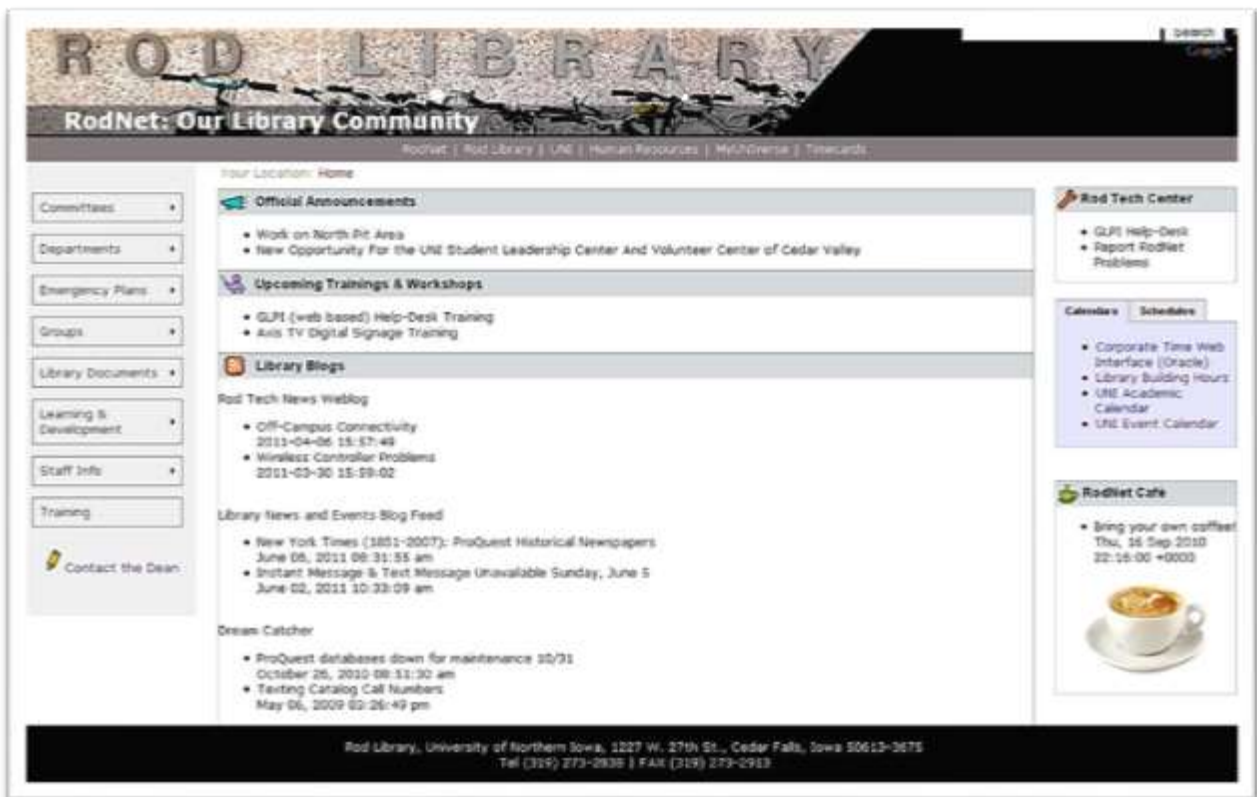 ROD LIBRARY
Search
Google™
RodNet: Our Library Community
RodNet | Rod Library | UNI | Human Resources | MyUNIverse | Timecards
Your Location: Home
Committees
Departments
Emergency Plans
Groups
Library Documents
Learning &
Development
Staff Info
Training
Contact the Dean
Official Announcements
• Work on North Pit Area
• New Opportunity For the UNI Student Leadership Center And Volunteer Center of Cedar Valley
Upcoming Trainings & Workshops
• GLPI (web based) Help-Desk Training
• Axis TV Digital Signage Training
Library Blogs
Rod Tech News Weblog
• Off-Campus Connectivity
2011-04-06 15:57:49
• Wireless Controller Problems
2011-03-30 15:59:02
Library News and Events Blog Feed
• New York Times (1851-2007): ProQuest Historical Newspapers
June 06, 2011 08:31:55 am
• Instant Message & Text Message Unavailable Sunday, June 5
June 02, 2011 10:33:09 am
Dream Catcher
• ProQuest databases down for maintenance 10/31
October 26, 2010 08:51:30 am
• Texting Catalog Call Numbers
May 06, 2009 03:26:49 pm
Rod Tech Center
• GLPI Help-Desk
• Report RodNet
Problems
Calendars Schedules
• Corporate Time Web
Interface (Oracle)
• Library Building Hours
• UNI Academic
Calendar
• UNI Event Calendar
RodNet Cafe
• Bring your own coffee!
Thu, 16 Sep 2010
22:16:00 +0000
Rod Library, University of Northern Iowa, 1227 W. 27th St., Cedar Falls, Iowa 50613-3675
Tel (319) 273-2838 | FAX (319) 273-2913